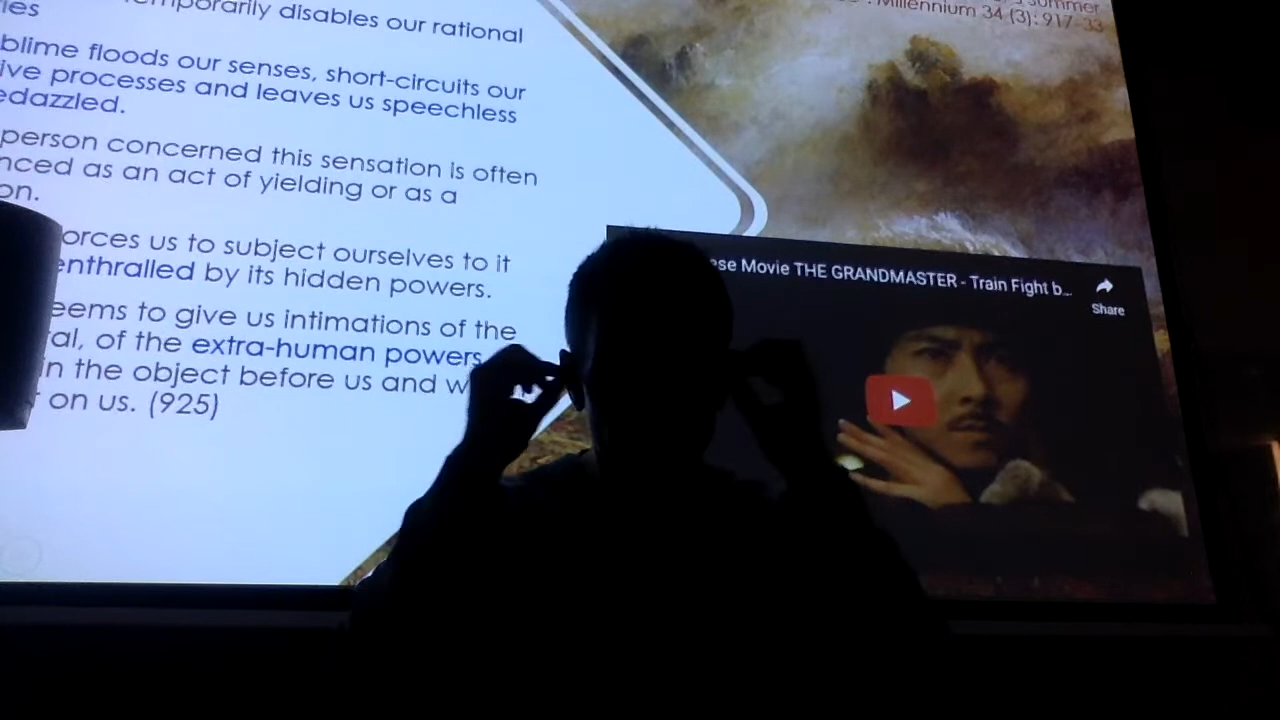 temporarily disables our rational
ies
blime floods our senses, short-circuits our
ive processes and leaves us speechless
edazzled.
person concerned this sensation is often
nced as an act of yielding or as a
on.
orces us to subject ourselves to it
enthralled by its hidden powers.
eems to give us intimations of the
al, of the extra-human powers
in the object before us and w
on us. (925)
ummer
Millennium 34 (3): 917-33
ese Movie THE GRANDMASTER - Train Fight b...
Share